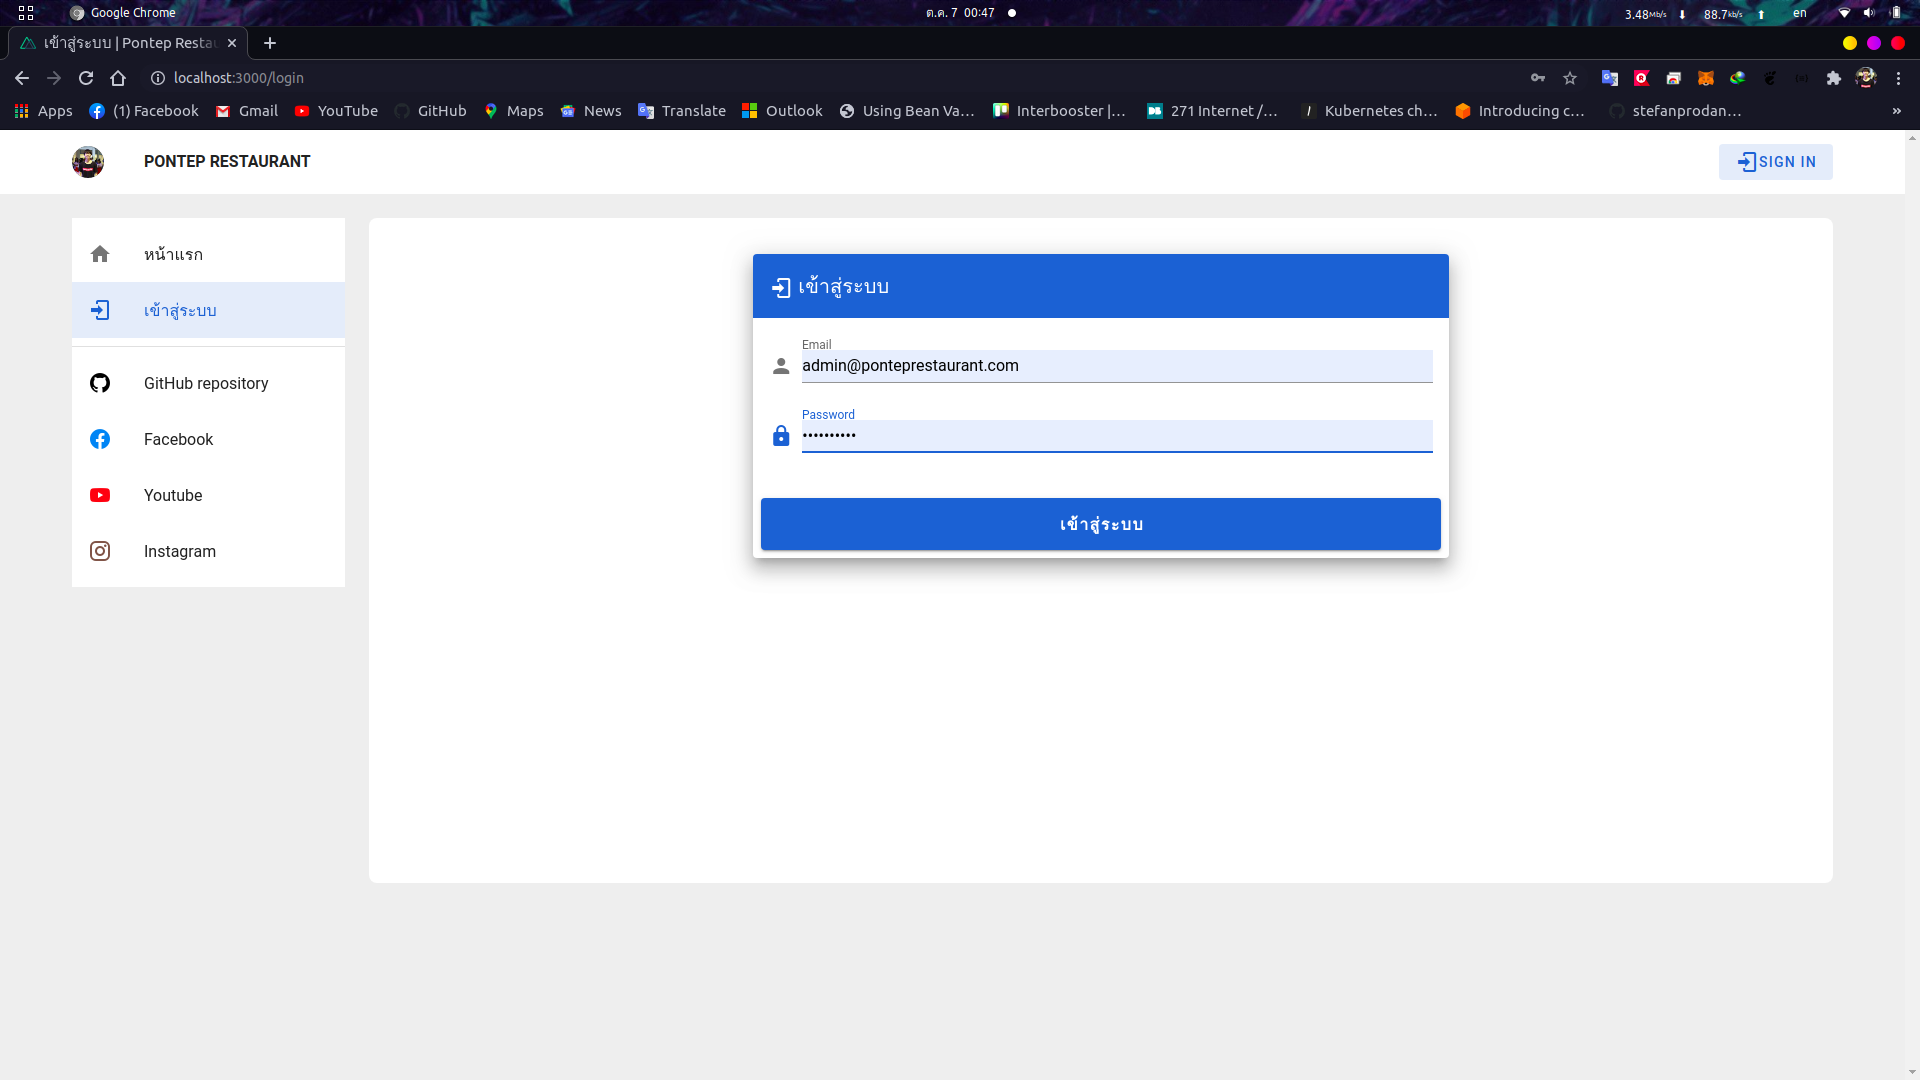 Google Chrome
ต.ค. 7 00:47
3.48Mb/s 88.7kb/s en
เข้าสู่ระบบ | Pontep Restau
localhost:3000/login
Apps (1) Facebook Gmail YouTube GitHub Maps News Translate Outlook Using Bean Va... Interbooster |... 271 Internet /... Kubernetes ch... Introducing c... stefanprodan... »
PONTEP RESTAURANT
SIGN IN
หน้าแรก
เข้าสู่ระบบ
GitHub repository
Facebook
Youtube
Instagram
เข้าสู่ระบบ
Email
admin@ponteprestaurant.com
Password
••••••••••
เข้าสู่ระบบ